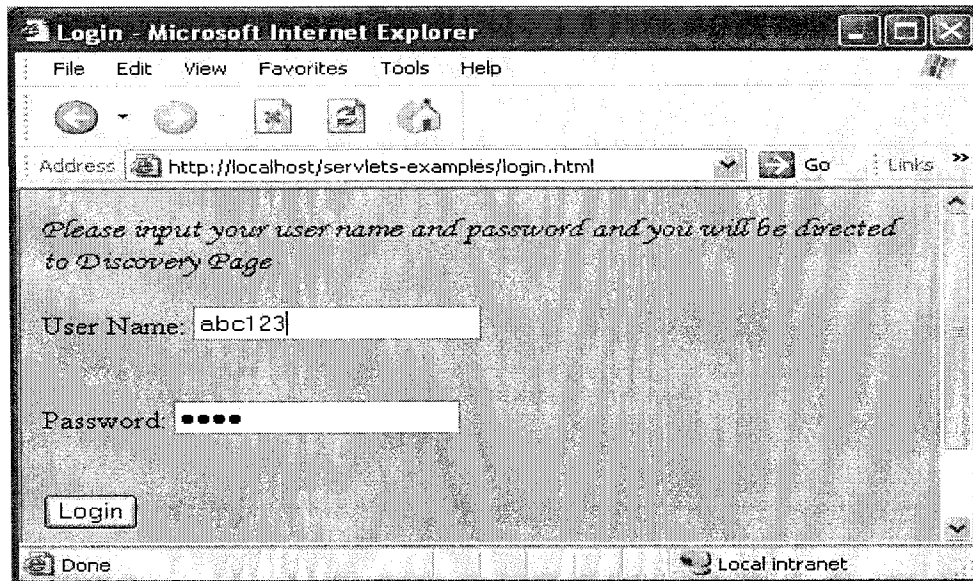 Login - Microsoft Internet Explorer
File Edit View Favorites Tools Help
Address http://localhost/servlets-examples/login.html Go Links »
Please input your user name and password and you will be directed
to Discovery Page
User Name: abc123
Password: ••••
Login
Done Local intranet